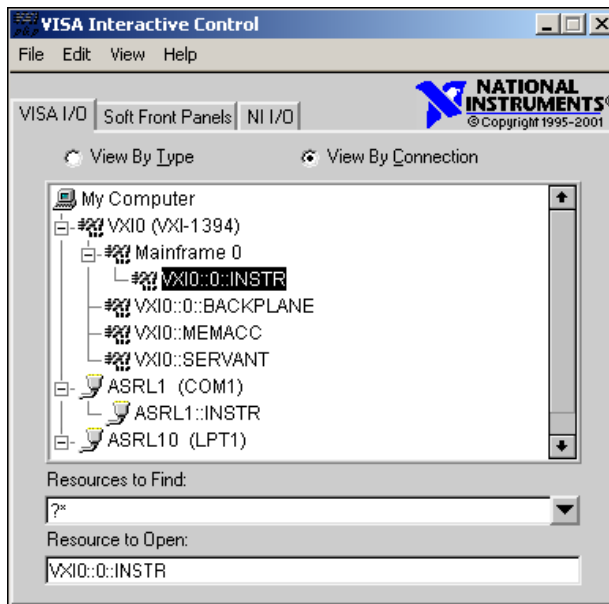 VISA Interactive Control
File Edit View Help
NATIONAL
INSTRUMENTS®
© Copyright 1995-2001
VISA I/O Soft Front Panels NI I/O
View By Type View By Connection
My Computer
VXI0 (VXI-1394)
Mainframe 0
VXI0::0::INSTR
VXI0::0::BACKPLANE
VXI0::MEMACC
VXI0::SERVANT
ASRL1 (COM1)
ASRL1::INSTR
ASRL10 (LPT1)
Resources to Find:
?*
Resource to Open:
VXI0::0::INSTR